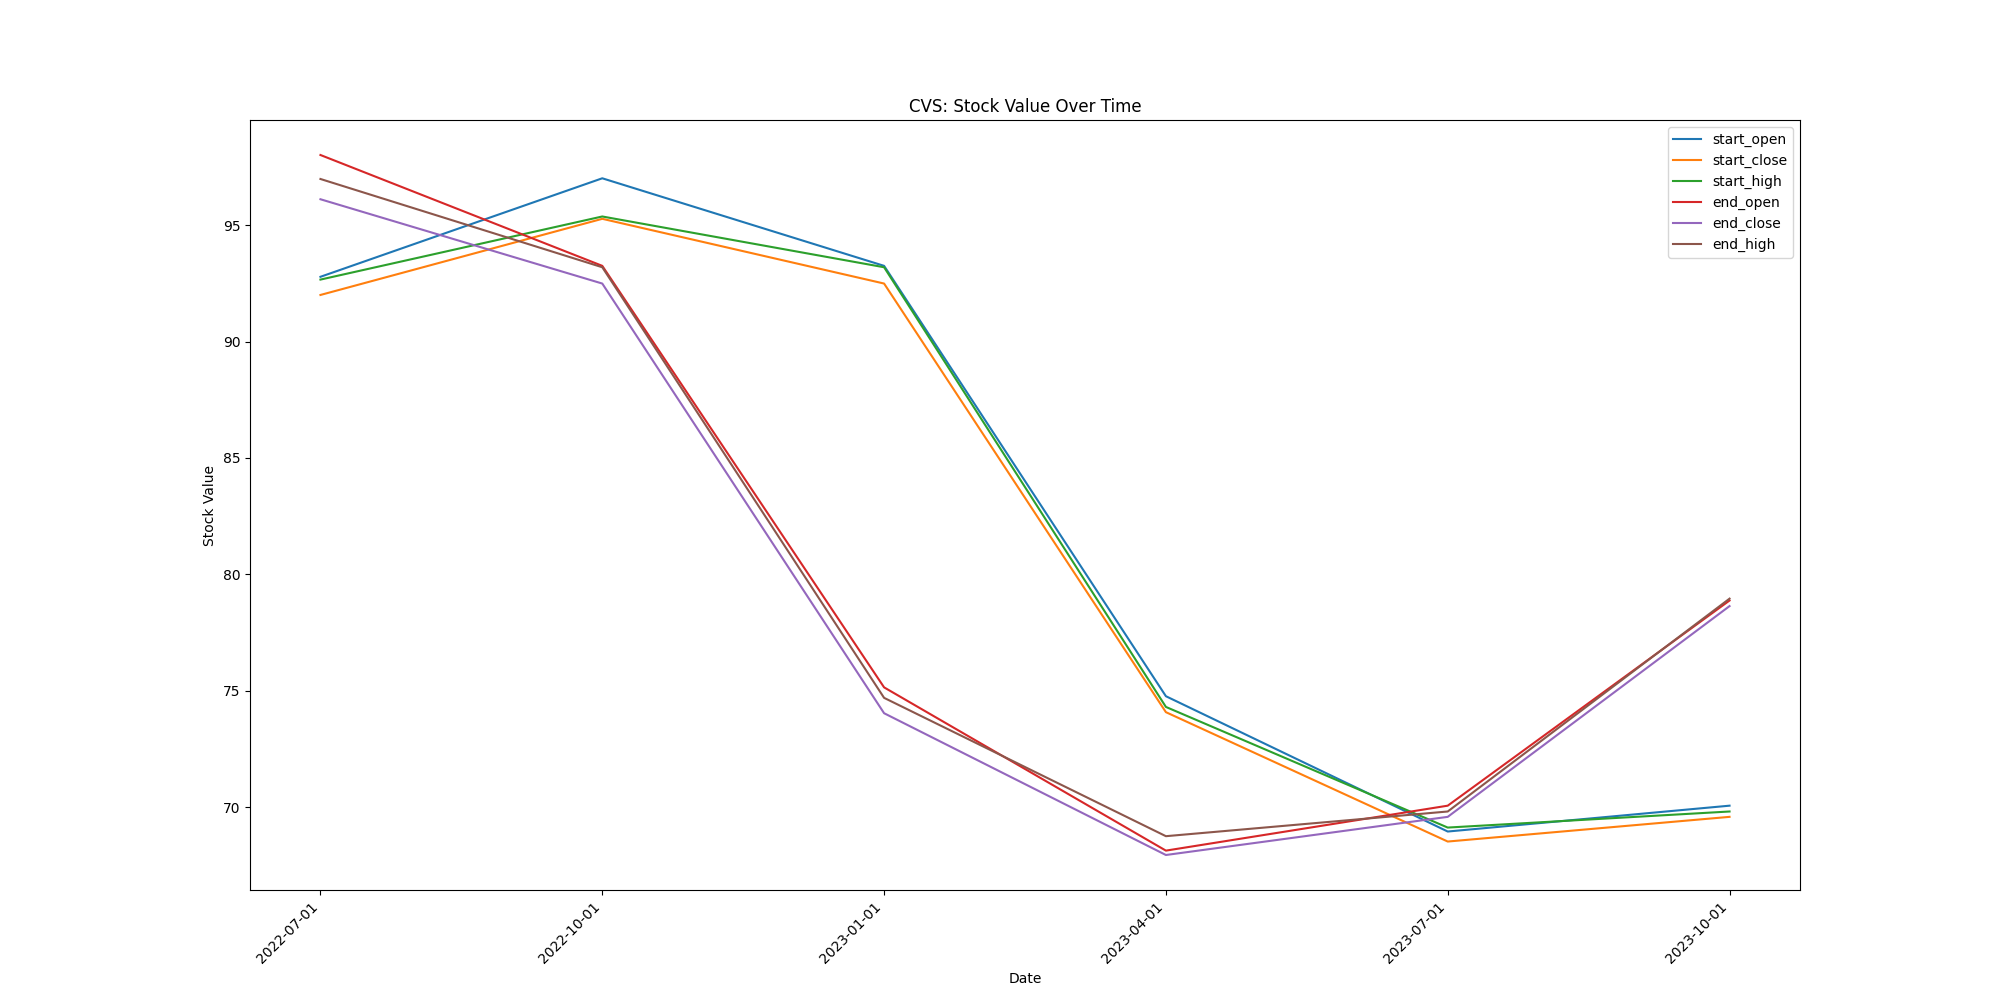 CVS: Stock Value Over Time
start_open
start_close
start_high
end_open
end_close
end_high
95
90
85
80
75
70
Stock Value
2022-07-01
2022-10-01
2023-01-01
2023-04-01
2023-07-01
2023-10-01
Date